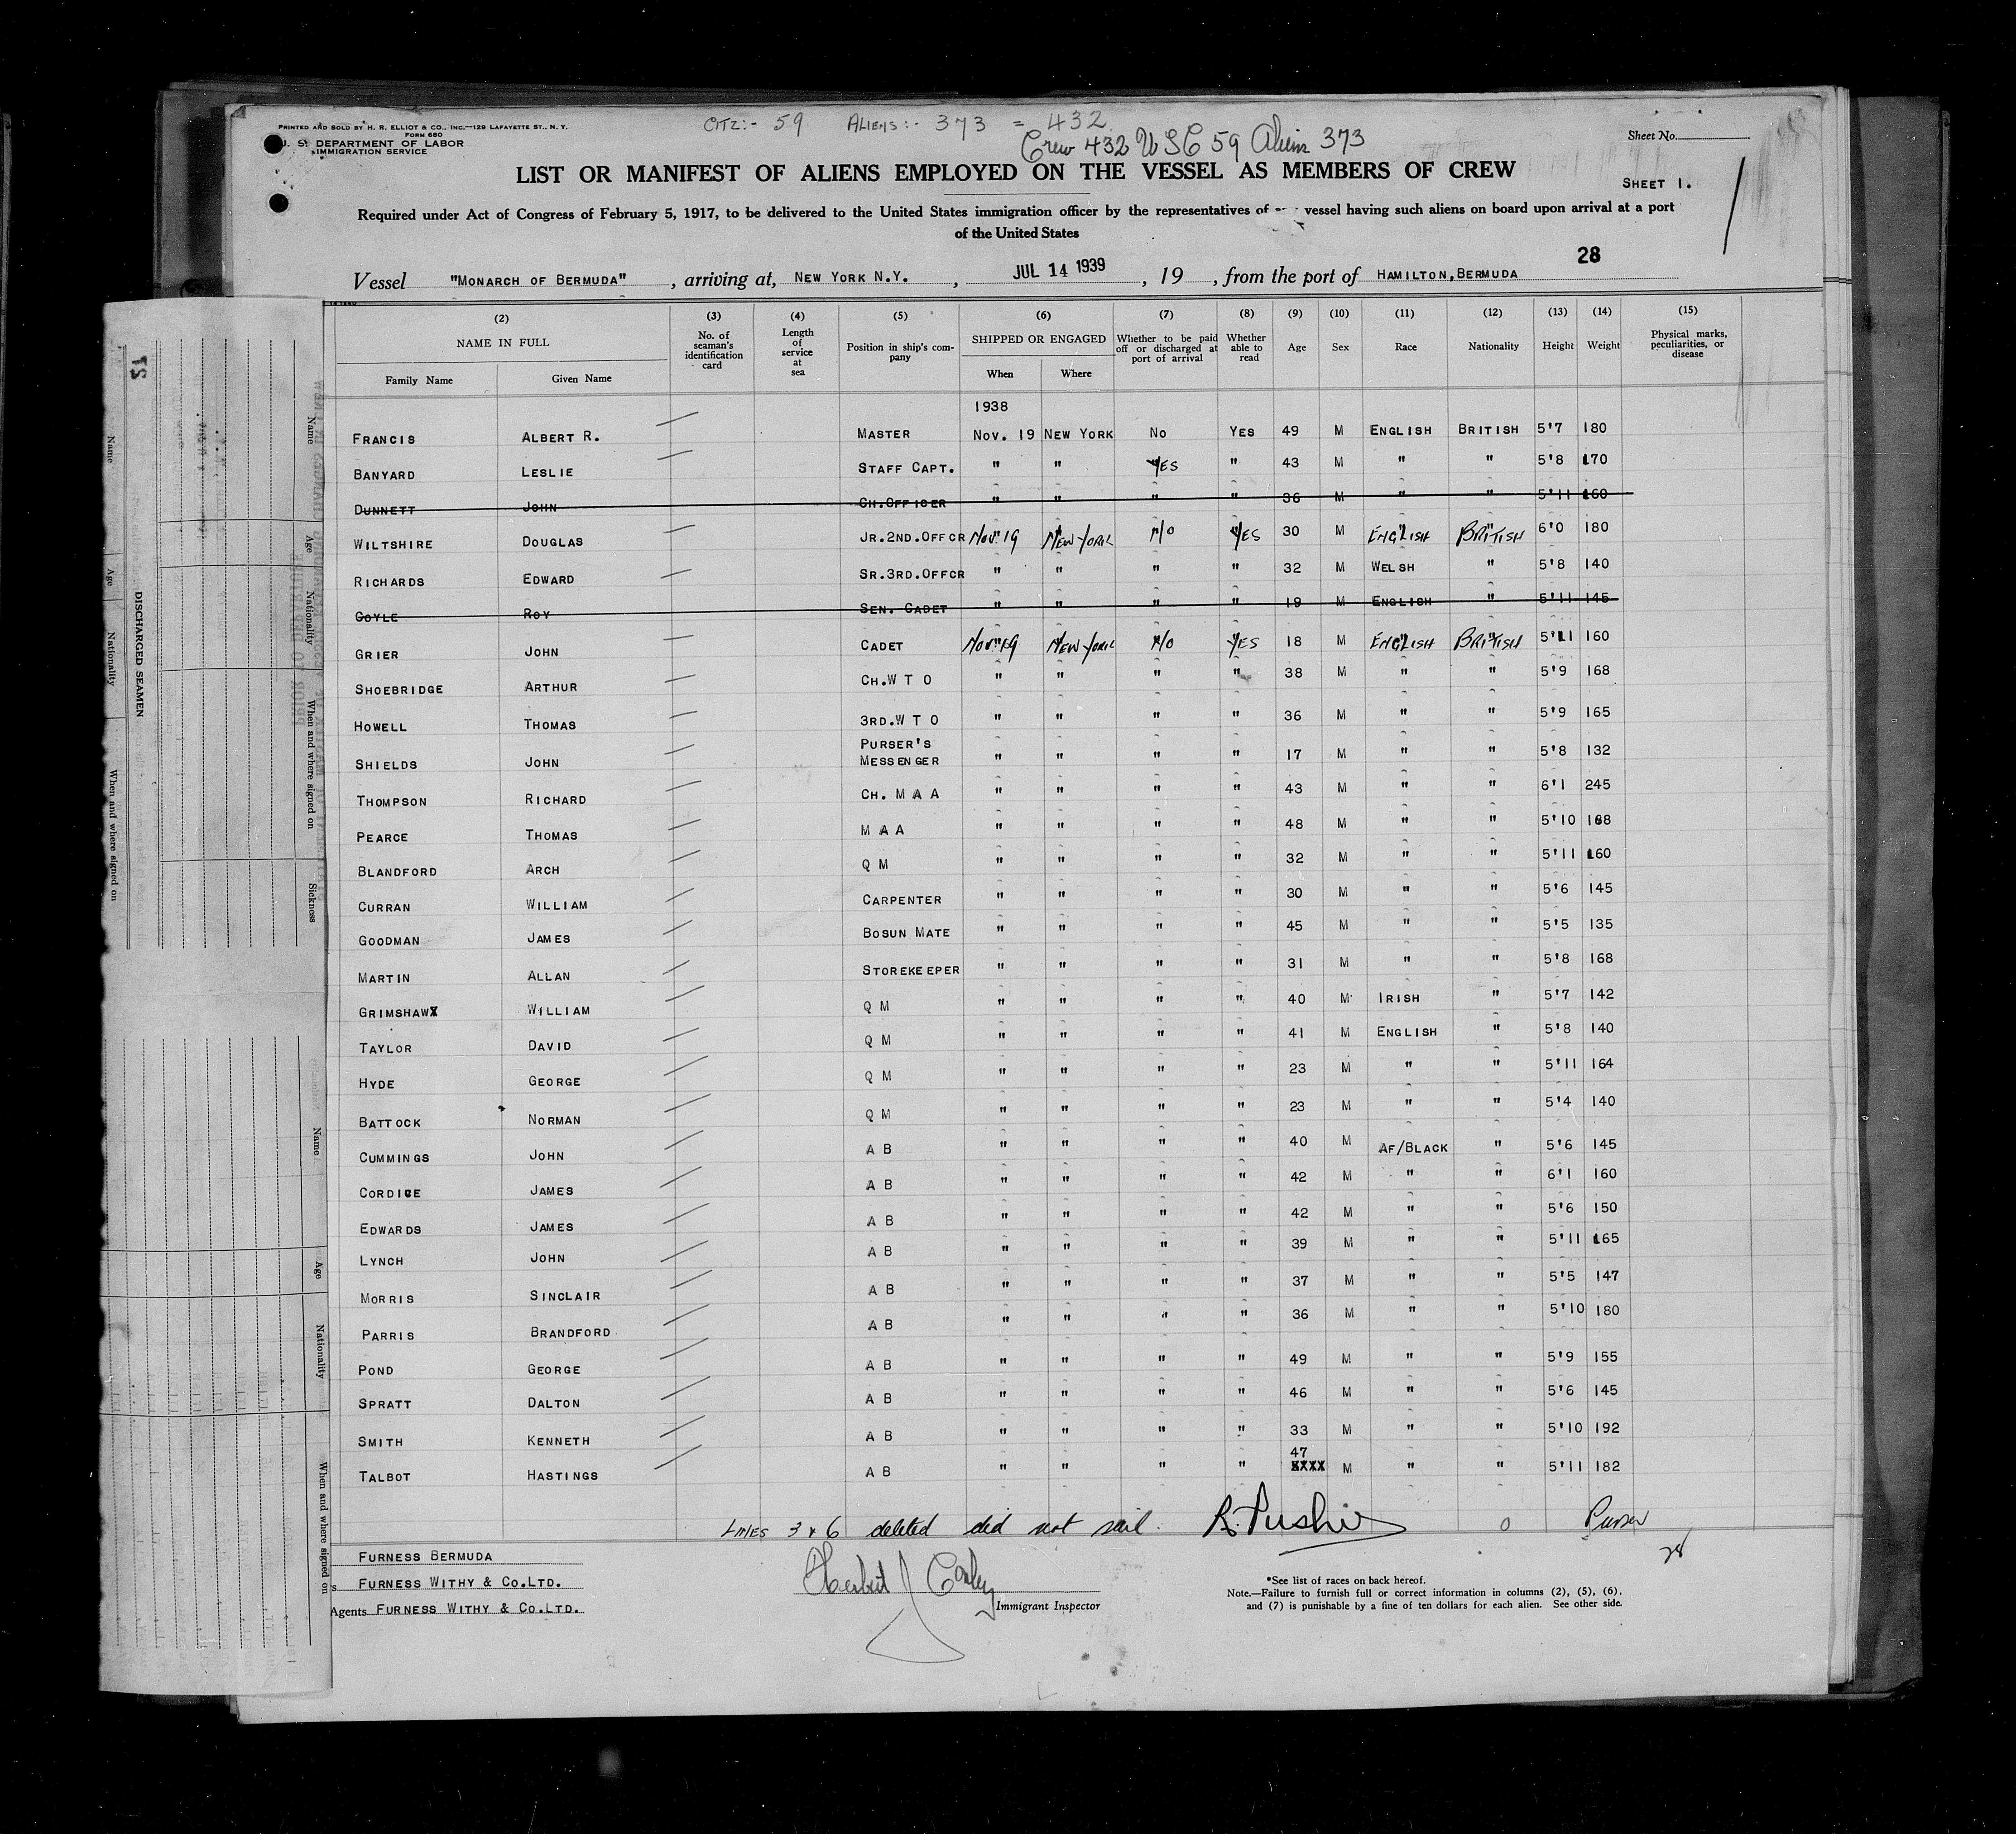 CITZ:- 59 ALIENS:- 373 = 432
Crew 432 USC 59 Aliens 373
PRINTED AND SOLD BY H. R. ELLIOT & CO., INC.—129 LAFAYETTE ST., N. Y.
FORM 680
U. S. DEPARTMENT OF LABOR
IMMIGRATION SERVICE
Sheet No.
SHEET 1.
LIST OR MANIFEST OF ALIENS EMPLOYED ON THE VESSEL AS MEMBERS OF CREW
Required under Act of Congress of February 5, 1917, to be delivered to the United States immigration officer by the representatives of vessel having such aliens on board upon arrival at a port
of the United States
28
Vessel "MONARCH OF BERMUDA" , arriving at, NEW YORK N.Y. , JUL 14 1939 , 19 , from the port of HAMILTON,BERMUDA
(2) (3) (4) (5) (6) (7) (8) (9) (10) (11) (12) (13) (14) (15)
NAME IN FULL No. of seaman's identification card Length of service at sea Position in ship's company SHIPPED OR ENGAGED Whether to be paid off or discharged at port of arrival Whether able to read Age Sex Race Nationality Height Weight Physical marks, peculiarities, or disease
Family Name Given Name When Where
1938
FRANCIS ALBERT R. MASTER NOV. 19 NEW YORK NO YES 49 M ENGLISH BRITISH 5'7 180
BANYARD LESLIE STAFF CAPT. " " YES " 43 M " " 5'8 170
DUNNETT JOHN CH.OFFICER " " " " 36 M " " 5'11 160
WILTSHIRE DOUGLAS JR.2ND.OFFCR Nov. 19 NEW YORK NO YES 30 M ENGLISH BRITISH 6'0 180
RICHARDS EDWARD SR.3RD.OFFCR " " " " 32 M WELSH " 5'8 140
COYLE ROY SEN. CADET " " " " 19 M ENGLISH " 5'11 145
GRIER JOHN CADET Nov. 19 NEW YORK NO YES 18 M ENGLISH BRITISH 5'11 160
SHOEBRIDGE ARTHUR CH.W T O " " " " 38 M " " 5'9 168
HOWELL THOMAS 3RD.W T O " " " " 36 M " " 5'9 165
SHIELDS JOHN PURSER'S MESSENGER " " " " 17 M " " 5'8 132
THOMPSON RICHARD CH. M A A " " " " 43 M " " 6'1 245
PEARCE THOMAS M A A " " " " 48 M " " 5'10 188
BLANDFORD ARCH Q M " " " " 32 M " " 5'11 160
CURRAN WILLIAM CARPENTER " " " " 30 M " " 5'6 145
GOODMAN JAMES BOSUN MATE " " " " 45 M " " 5'5 135
MARTIN ALLAN STOREKEEPER " " " " 31 M " " 5'8 168
GRIMSHAWX WILLIAM Q M " " " " 40 M IRISH " 5'7 142
TAYLOR DAVID Q M " " " " 41 M ENGLISH " 5'8 140
HYDE GEORGE Q M " " " " 23 M " " 5'11 164
BATTOCK NORMAN Q M " " " " 23 M " " 5'4 140
CUMMINGS JOHN A B " " " " 40 M AF/BLACK " 5'6 145
CORDICE JAMES A B " " " " 42 M " " 6'1 160
EDWARDS JAMES A B " " " " 42 M " " 5'6 150
LYNCH JOHN A B " " " " 39 M " " 5'11 165
MORRIS SINCLAIR A B " " " " 37 M " " 5'5 147
PARRIS BRANDFORD A B " " " " 36 M " " 5'10 180
POND GEORGE A B " " " " 49 M " " 5'9 155
SPRATT DALTON A B " " " " 46 M " " 5'6 145
SMITH KENNETH A B " " " " 33 M " " 5'10 192
47
TALBOT HASTINGS A B " " " " XXXX M " " 5'11 182
LINES 3 & 6 deleted did not sail. Purser
28
FURNESS BERMUDA
FURNESS WITHY & CO.LTD.
Agents FURNESS WITHY & CO.LTD.
Immigrant Inspector
*See list of races on back hereof.
Note.—Failure to furnish full or correct information in columns (2), (5), (6),
and (7) is punishable by a fine of ten dollars for each alien. See other side.
DISCHARGED SEAMEN
Name Age Nationality When and where signed on
Name Age Nationality When and where signed on Sickness
Name Age Nationality When and where signed on